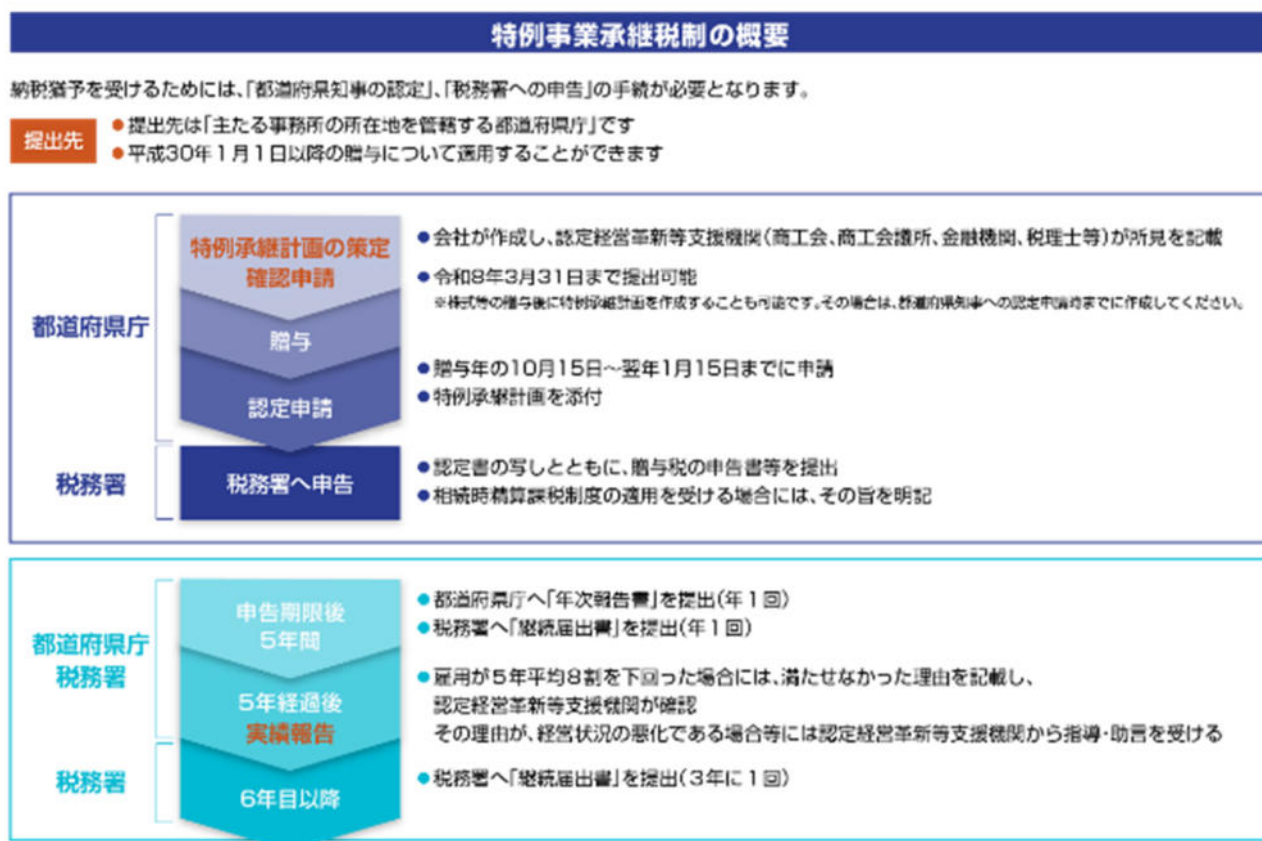 特例事業承継税制の概要
納税猶予を受けるためには、「都道府県知事の認定」、「税務署への申告」の手続が必要となります。
提出先
●提出先は「主たる事務所の所在地を管轄する都道府県庁」です
●平成30年1月1日以降の贈与について適用することができます
都道府県庁
特例承継計画の策定
確認申請
●会社が作成し、認定経営革新等支援機関(商工会、商工会議所、金融機関、税理士等)が所見を記載
●令和8年3月31日まで提出可能
※株式等の贈与後に特例承継計画を作成することも可能です。その場合は、都道府県知事への認定申請時までに作成してください。
贈与
認定申請
●贈与年の10月15日~翌年1月15日までに申請
●特例承継計画を添付
税務署
税務署へ申告
●認定書の写しとともに、贈与税の申告書等を提出
●相続時精算課税制度の適用を受ける場合には、その旨を明記
都道府県庁
税務署
申告期限後
5年間
●都道府県庁へ「年次報告書」を提出(年1回)
●税務署へ「継続届出書」を提出(年1回)
5年経過後
実績報告
●雇用が5年平均8割を下回った場合には、満たせなかった理由を記載し、
認定経営革新等支援機関が確認
その理由が、経営状況の悪化である場合等には認定経営革新等支援機関から指導・助言を受ける
税務署
6年目以降
●税務署へ「継続届出書」を提出(3年に1回)